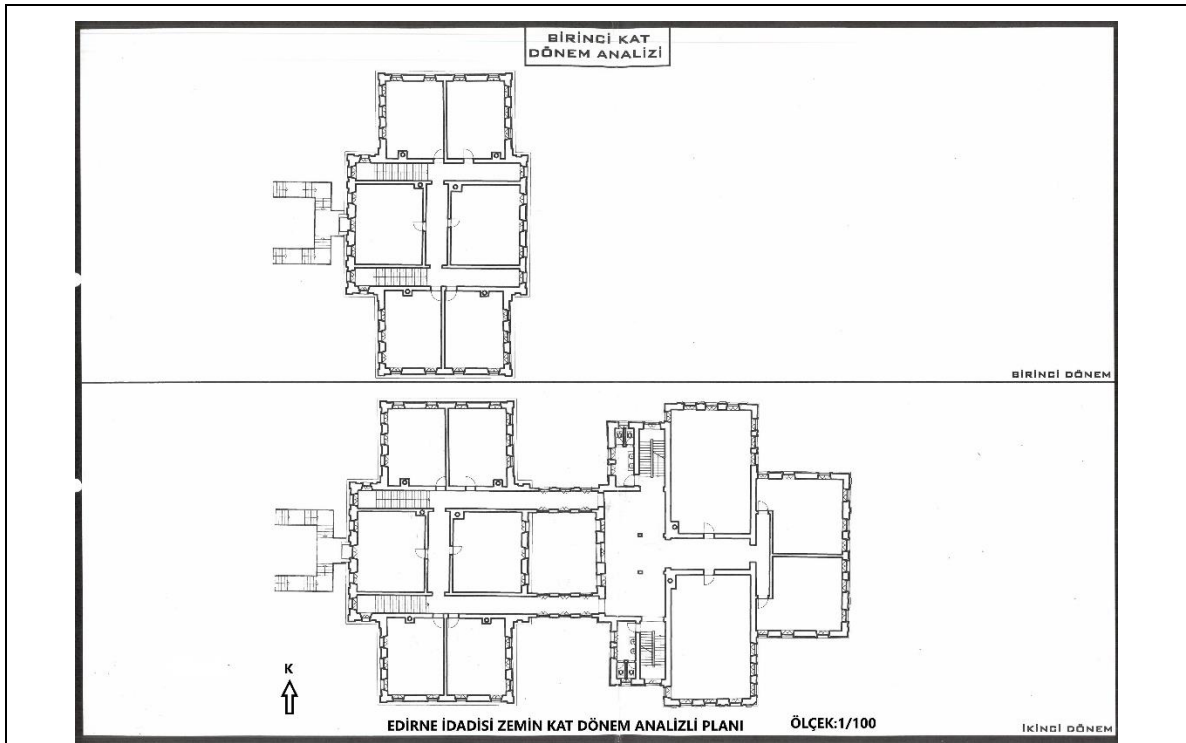 BİRİNCİ KAT
DÖNEM ANALİZİ
BİRİNCİ DÖNEM
K
EDİRNE İDADİSİ ZEMİN KAT DÖNEM ANALİZLİ PLANI ÖLÇEK:1/100
İKİNCİ DÖNEM